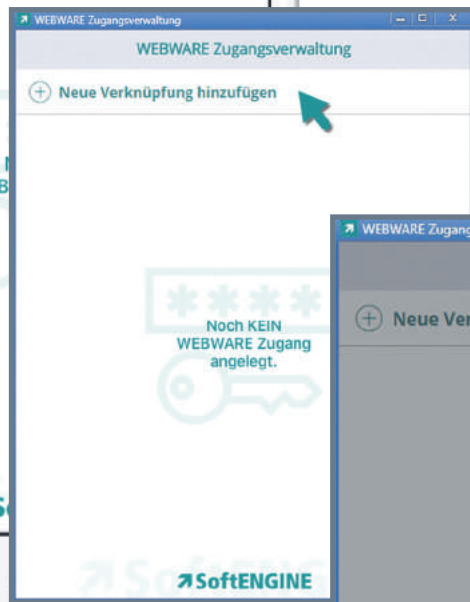 WEBWARE Zugangsverwaltung
WEBWARE Zugangsverwaltung
Neue Verknüpfung hinzufügen
Noch KEIN
WEBWARE Zugang
angelegt.
SoftENGINE
WEBWARE Zugang
Neue Ver